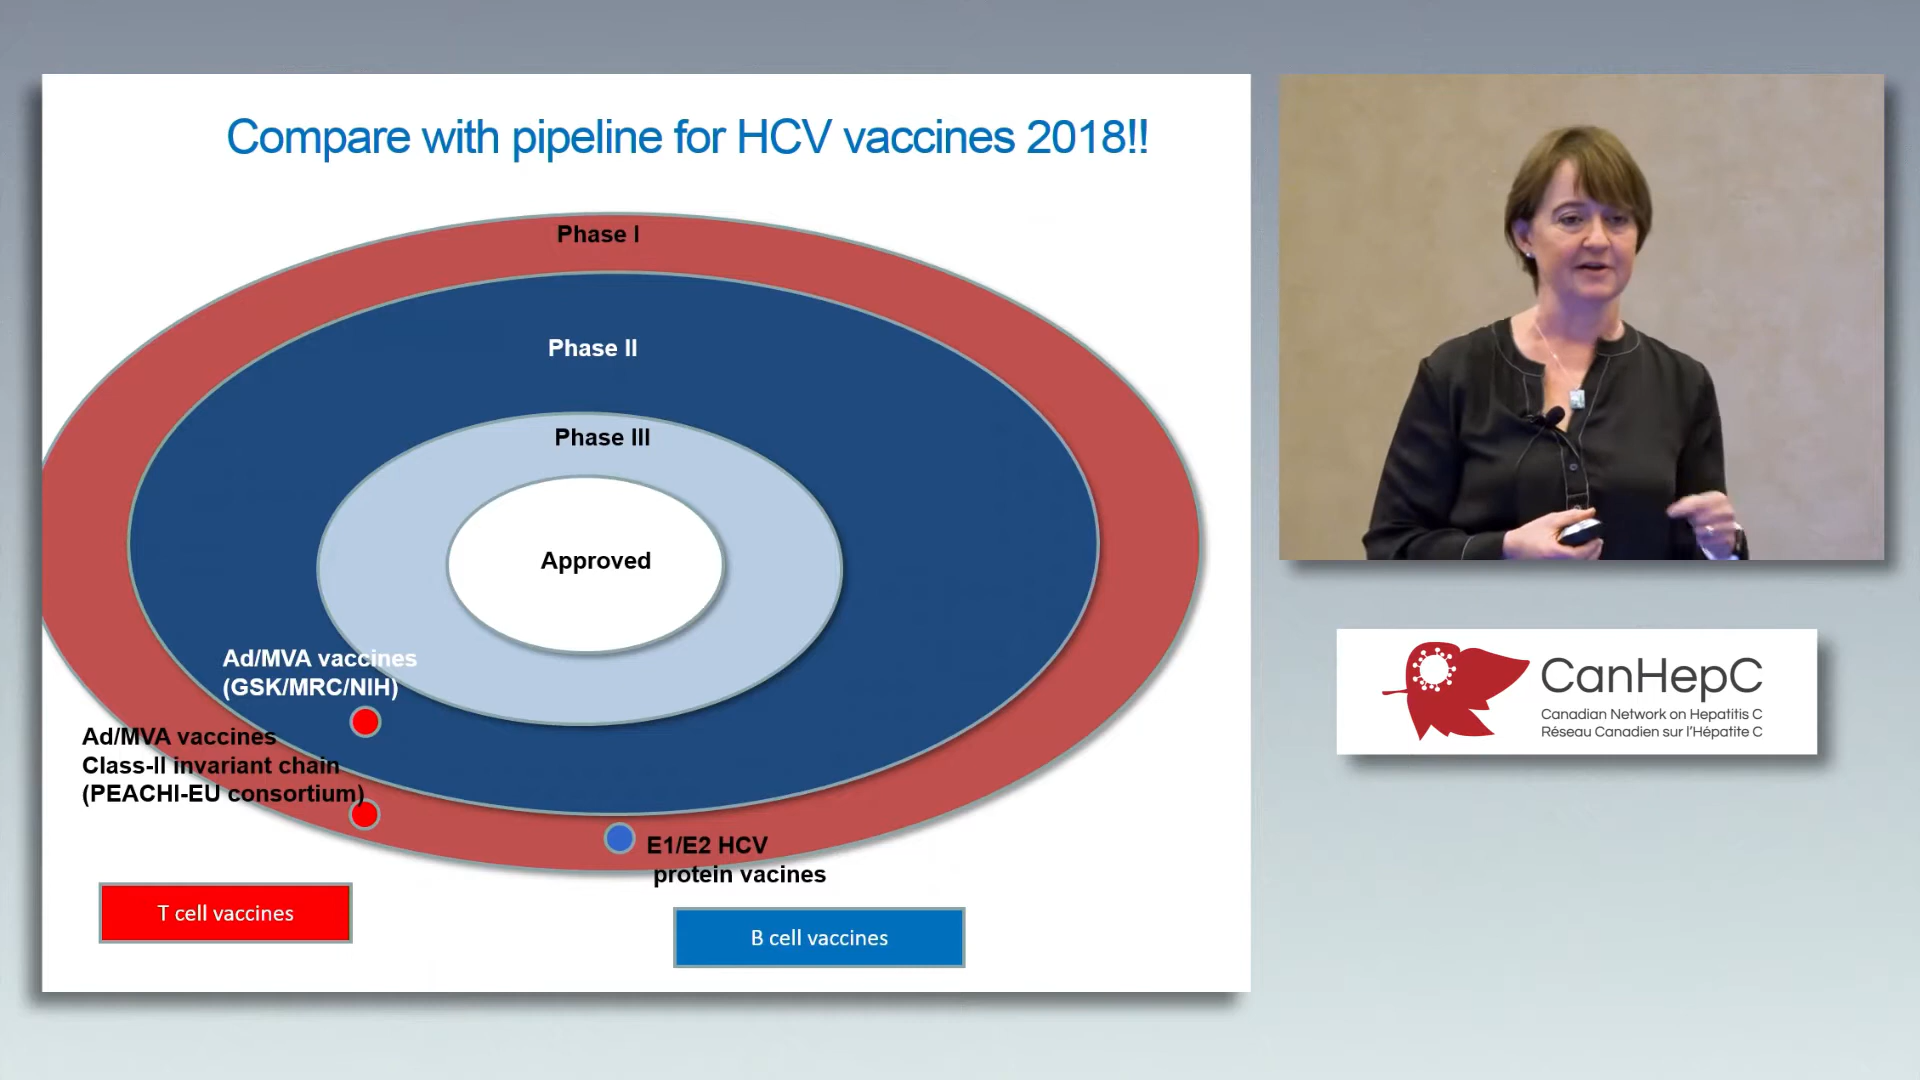 Compare with pipeline for HCV vaccines 2018!!
Phase I
Phase II
Phase III
Approved
Ad/MVA vaccines
(GSK/MRC/NIH)
Ad/MVA vaccines
Class-II invariant chain
(PEACHI-EU consortium)
E1/E2 HCV
protein vacines
T cell vaccines
B cell vaccines
CanHepC
Canadian Network on Hepatitis C
Réseau Canadien sur l'Hépatite C